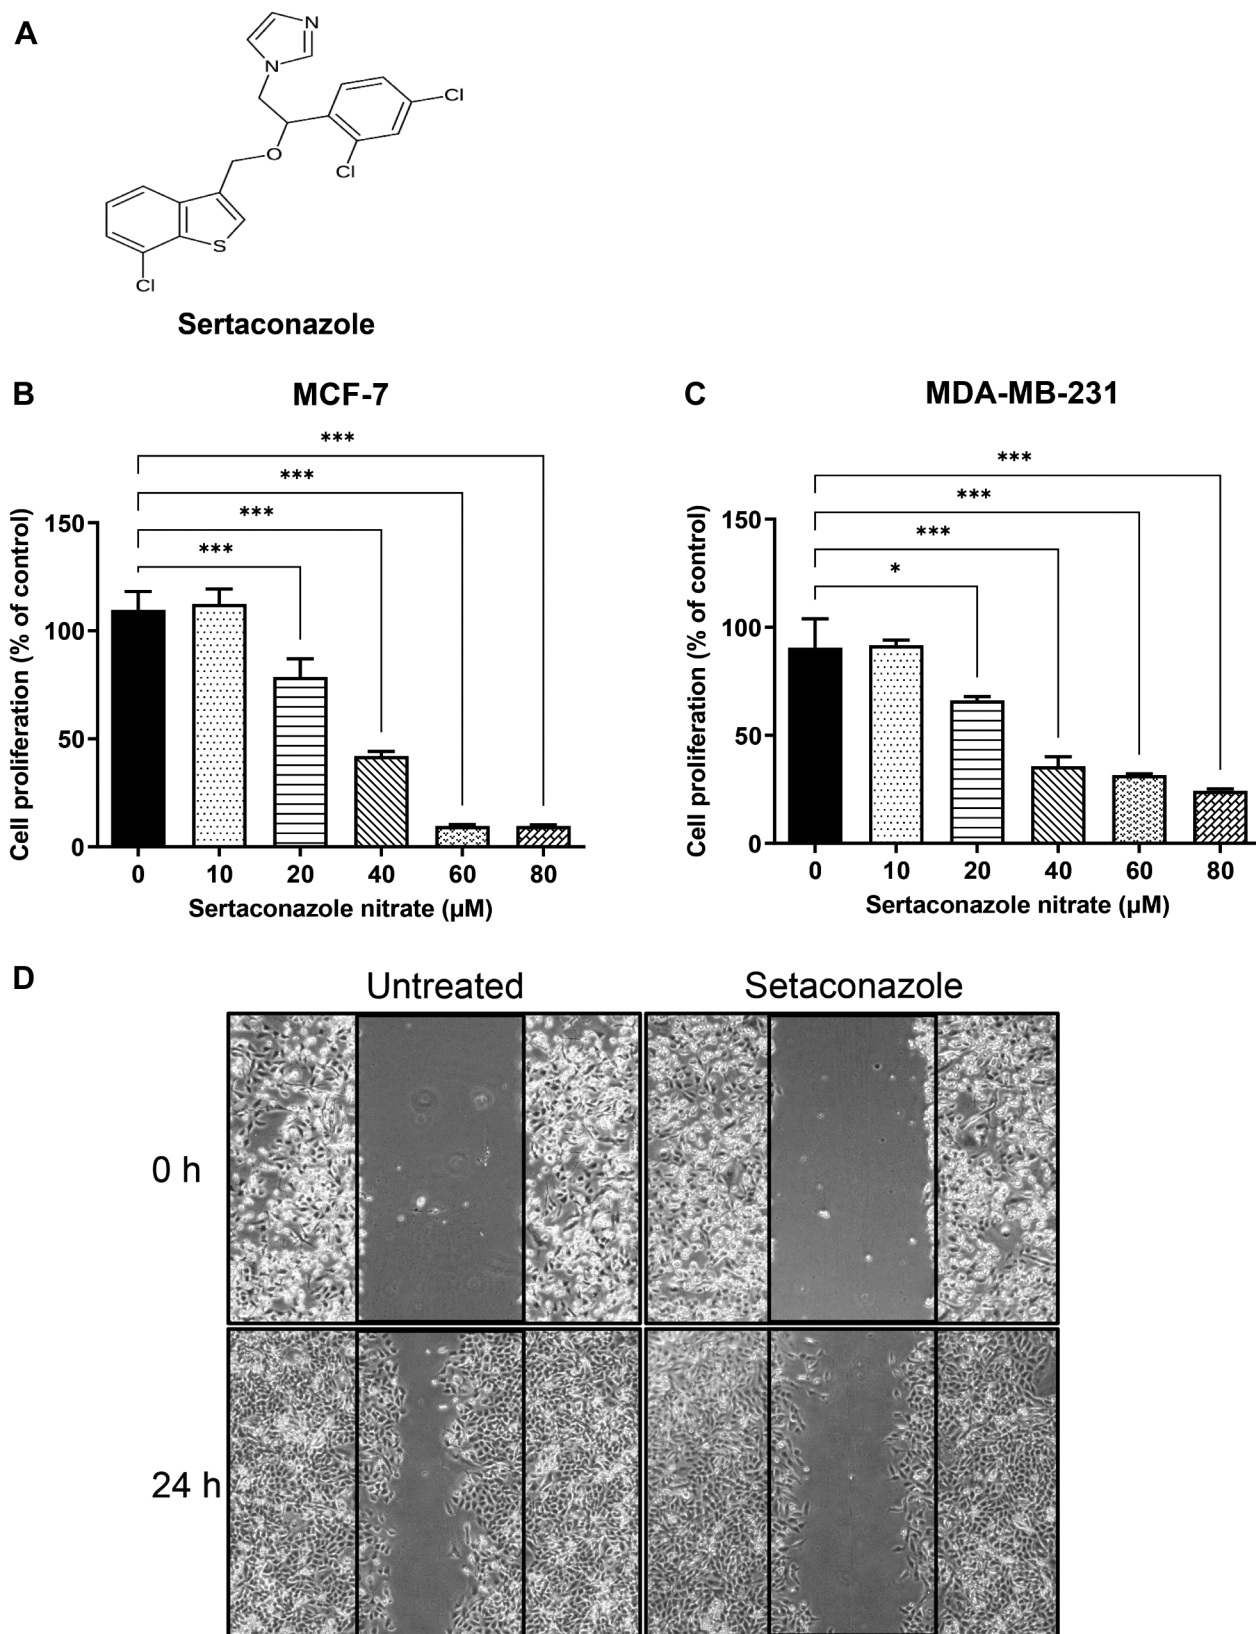 A
N
N
Cl
O
Cl
S
Cl
Sertaconazole
B
MCF-7
***
***
***
***
Cell proliferation (% of control)
150
100
50
0
0 10 20 40 60 80
Sertaconazole nitrate (µM)
C
MDA-MB-231
***
***
***
*
Cell proliferation (% of control)
150
100
50
0
0 10 20 40 60 80
Sertaconazole nitrate (µM)
D
Untreated Setaconazole
0 h
24 h